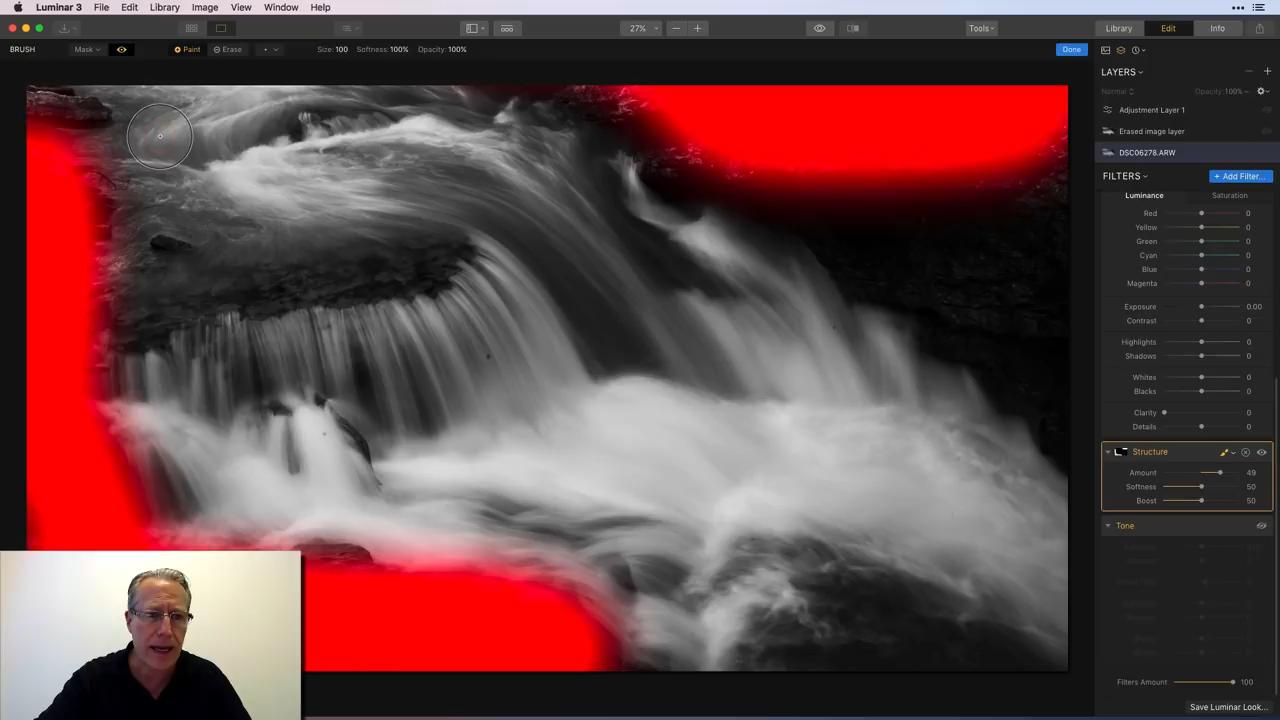 Luminar 3 File Edit Library Image View Window Help
27% Tools Library Edit Info
BRUSH Mask Paint Erase Size: 100 Softness: 100% Opacity: 100% Done
LAYERS
Normal Opacity: 100%
Adjustment Layer 1
Erased image layer
DSC06278.ARW
FILTERS + Add Filter...
Luminance Saturation
Red 0
Yellow 0
Green 0
Cyan 0
Blue 0
Magenta 0
Exposure 0.00
Contrast 0
Highlights 0
Shadows 0
Whites 0
Blacks 0
Clarity 0
Details 0
Structure
Amount 49
Softness 50
Boost 50
Tone
Filters Amount 100
Save Luminar Look...